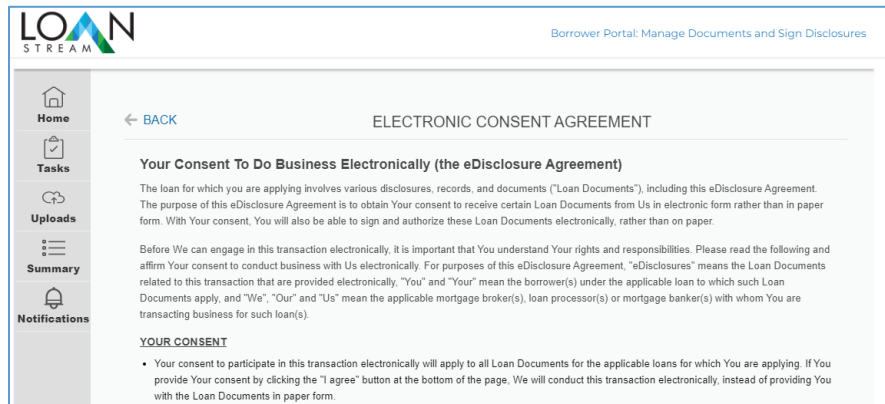 LOAN
STREAM
Borrower Portal: Manage Documents and Sign Disclosures
Home
Tasks
Uploads
Summary
Notifications
BACK
ELECTRONIC CONSENT AGREEMENT
Your Consent To Do Business Electronically (the eDisclosure Agreement)
The loan for which you are applying involves various disclosures, records, and documents ("Loan Documents"), including this eDisclosure Agreement.
The purpose of this eDisclosure Agreement is to obtain Your consent to receive certain Loan Documents from Us in electronic form rather than in paper
form. With Your consent, You will also be able to sign and authorize these Loan Documents electronically, rather than on paper.
Before We can engage in this transaction electronically, it is important that You understand Your rights and responsibilities. Please read the following and
affirm Your consent to conduct business with Us electronically. For purposes of this eDisclosure Agreement, "eDisclosures" means the Loan Documents
related to this transaction that are provided electronically, "You" and "Your" mean the borrower(s) under the applicable loan to which such Loan
Documents apply, and "We", "Our" and "Us" mean the applicable mortgage broker(s), loan processor(s) or mortgage banker(s) with whom You are
transacting business for such loan(s).
YOUR CONSENT
• Your consent to participate in this transaction electronically will apply to all Loan Documents for the applicable loans for which You are applying. If You
provide Your consent by clicking the "I agree" button at the bottom of the page, We will conduct this transaction electronically, instead of providing You
with the Loan Documents in paper form.